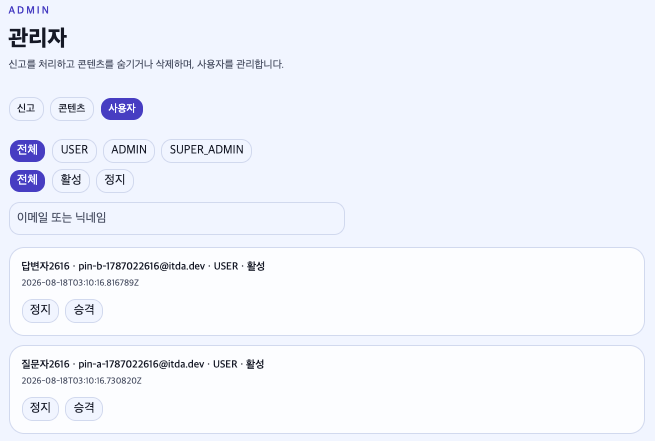 ADMIN
관리자
신고를 처리하고 콘텐츠를 숨기거나 삭제하며, 사용자를 관리합니다.
신고 콘텐츠 사용자
전체 USER ADMIN SUPER_ADMIN
전체 활성 정지
이메일 또는 닉네임
답변자2616 · pin-b-1787022616@itda.dev · USER · 활성
2026-08-18T03:10:16.816789Z
정지 승격
질문자2616 · pin-a-1787022616@itda.dev · USER · 활성
2026-08-18T03:10:16.730820Z
정지 승격